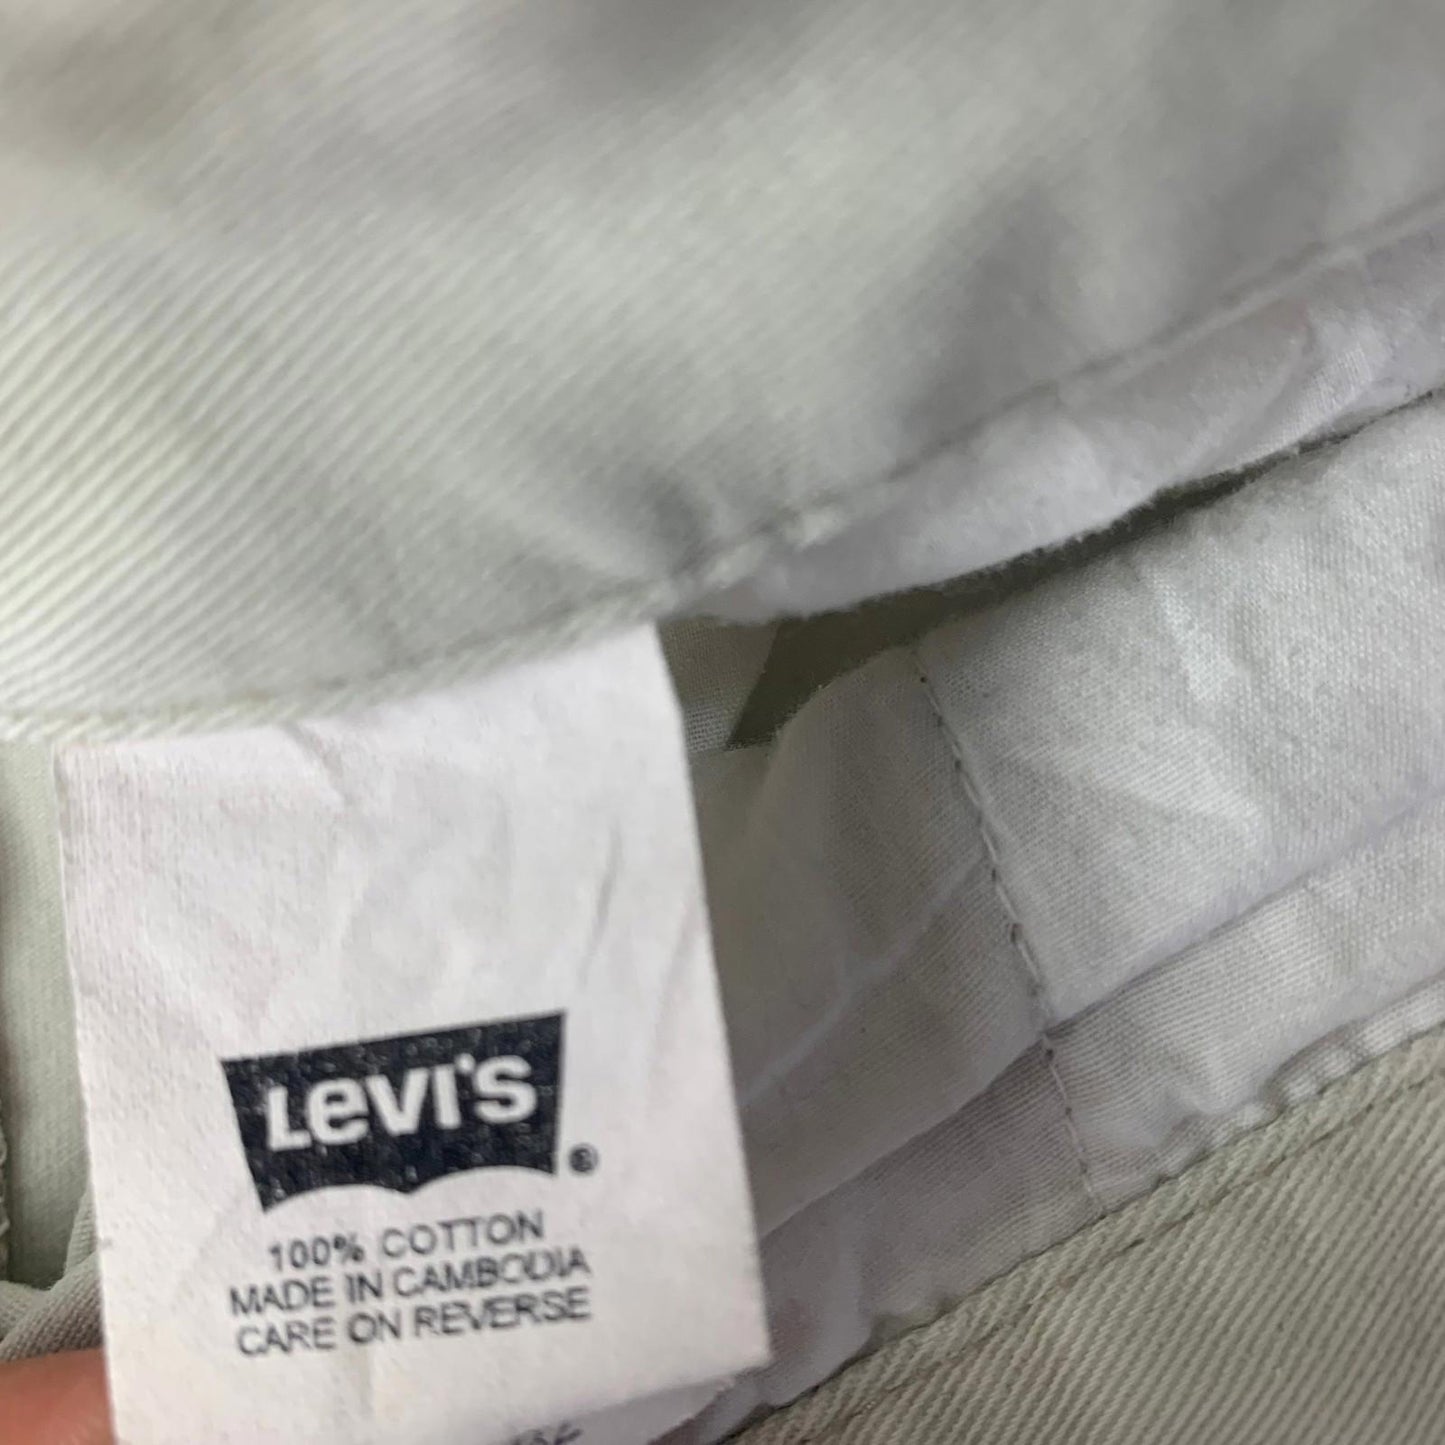 LEVI'S
100% COTTON
MADE IN CAMBODIA
CARE ON REVERSE